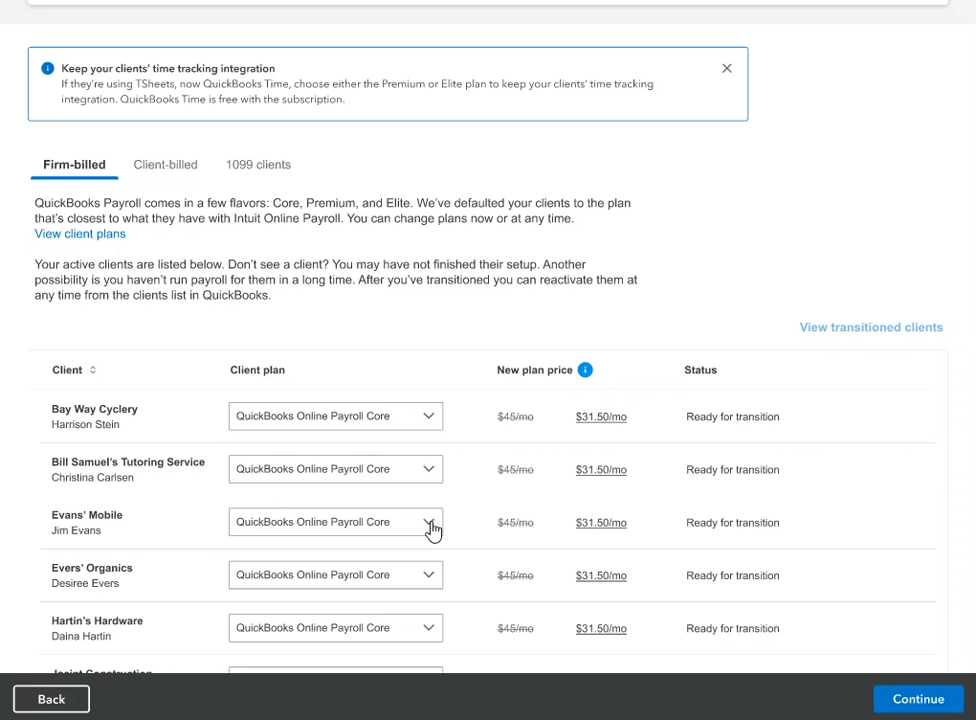 Keep your clients' time tracking integration
If they're using TSheets, now QuickBooks Time, choose either the Premium or Elite plan to keep your clients' time tracking
integration. QuickBooks Time is free with the subscription.
Firm-billed Client-billed 1099 clients
QuickBooks Payroll comes in a few flavors: Core, Premium, and Elite. We've defaulted your clients to the plan
that's closest to what they have with Intuit Online Payroll. You can change plans now or at any time.
View client plans
Your active clients are listed below. Don't see a client? You may have not finished their setup. Another
possibility is you haven't run payroll for them in a long time. After you've transitioned you can reactivate them at
any time from the clients list in QuickBooks.
View transitioned clients
Client Client plan New plan price Status
Bay Way Cyclery QuickBooks Online Payroll Core $45/mo $31.50/mo Ready for transition
Harrison Stein
Bill Samuel's Tutoring Service QuickBooks Online Payroll Core $45/mo $31.50/mo Ready for transition
Christina Carlsen
Evans' Mobile QuickBooks Online Payroll Core $45/mo $31.50/mo Ready for transition
Jim Evans
Evers' Organics QuickBooks Online Payroll Core $45/mo $31.50/mo Ready for transition
Desiree Evers
Hartin's Hardware QuickBooks Online Payroll Core $45/mo $31.50/mo Ready for transition
Daina Hartin
Back Continue